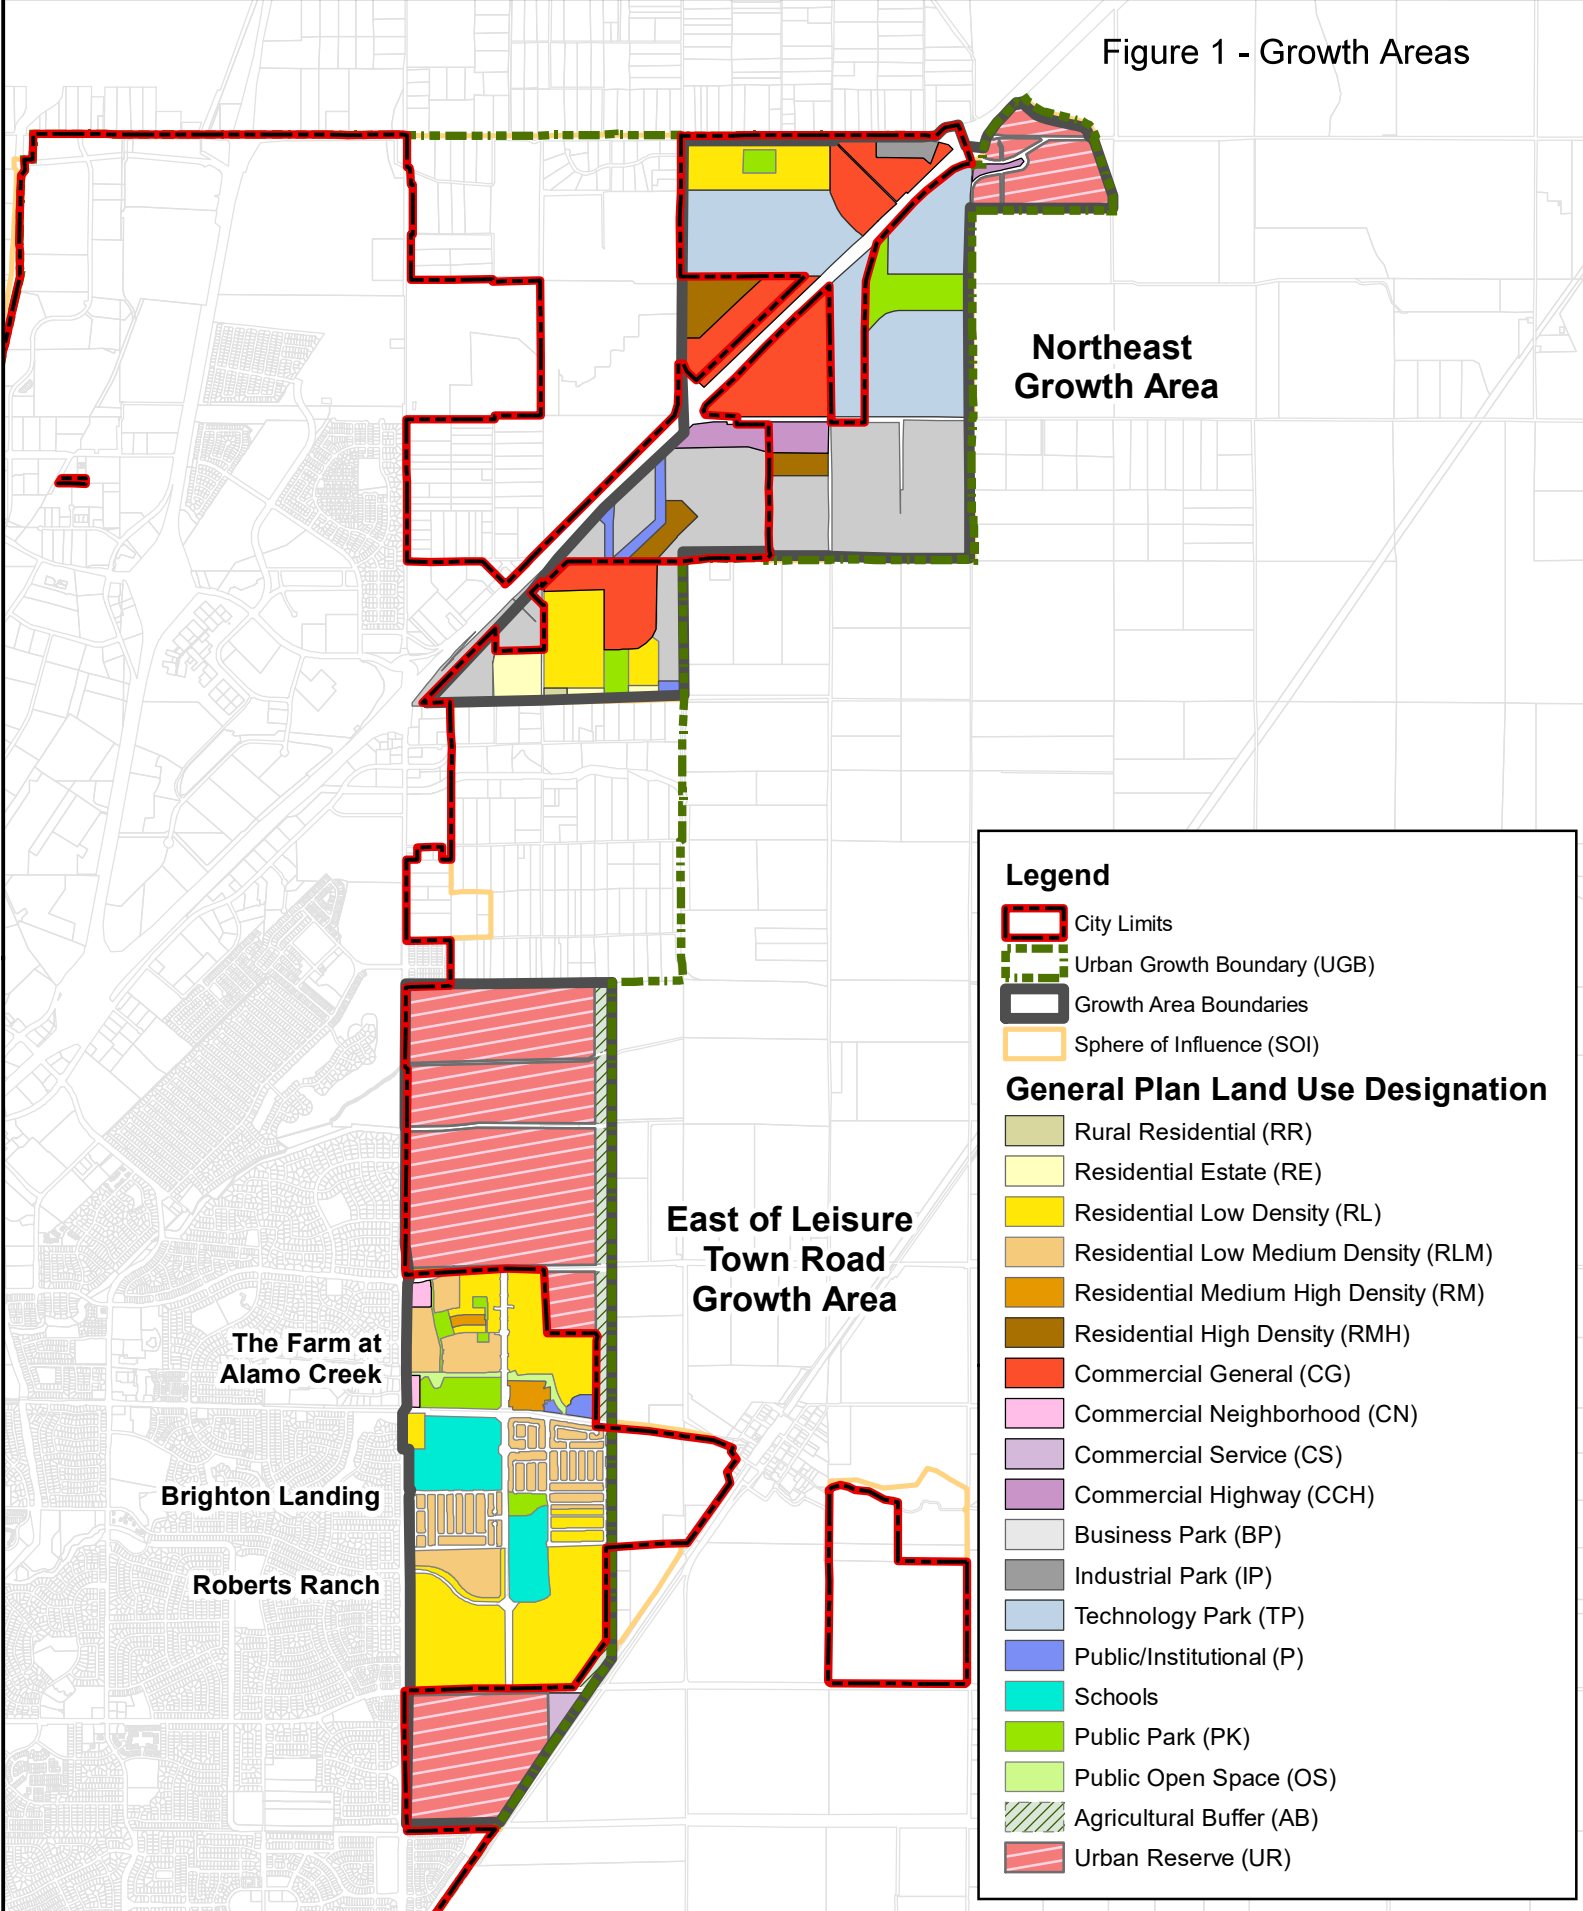 Figure 1 - Growth Areas
Northeast
Growth Area
East of Leisure
Town Road
Growth Area
The Farm at
Alamo Creek
Brighton Landing
Roberts Ranch
Legend
City Limits
Urban Growth Boundary (UGB)
Growth Area Boundaries
Sphere of Influence (SOI)
General Plan Land Use Designation
Rural Residential (RR)
Residential Estate (RE)
Residential Low Density (RL)
Residential Low Medium Density (RLM)
Residential Medium High Density (RM)
Residential High Density (RMH)
Commercial General (CG)
Commercial Neighborhood (CN)
Commercial Service (CS)
Commercial Highway (CCH)
Business Park (BP)
Industrial Park (IP)
Technology Park (TP)
Public/Institutional (P)
Schools
Public Park (PK)
Public Open Space (OS)
Agricultural Buffer (AB)
Urban Reserve (UR)